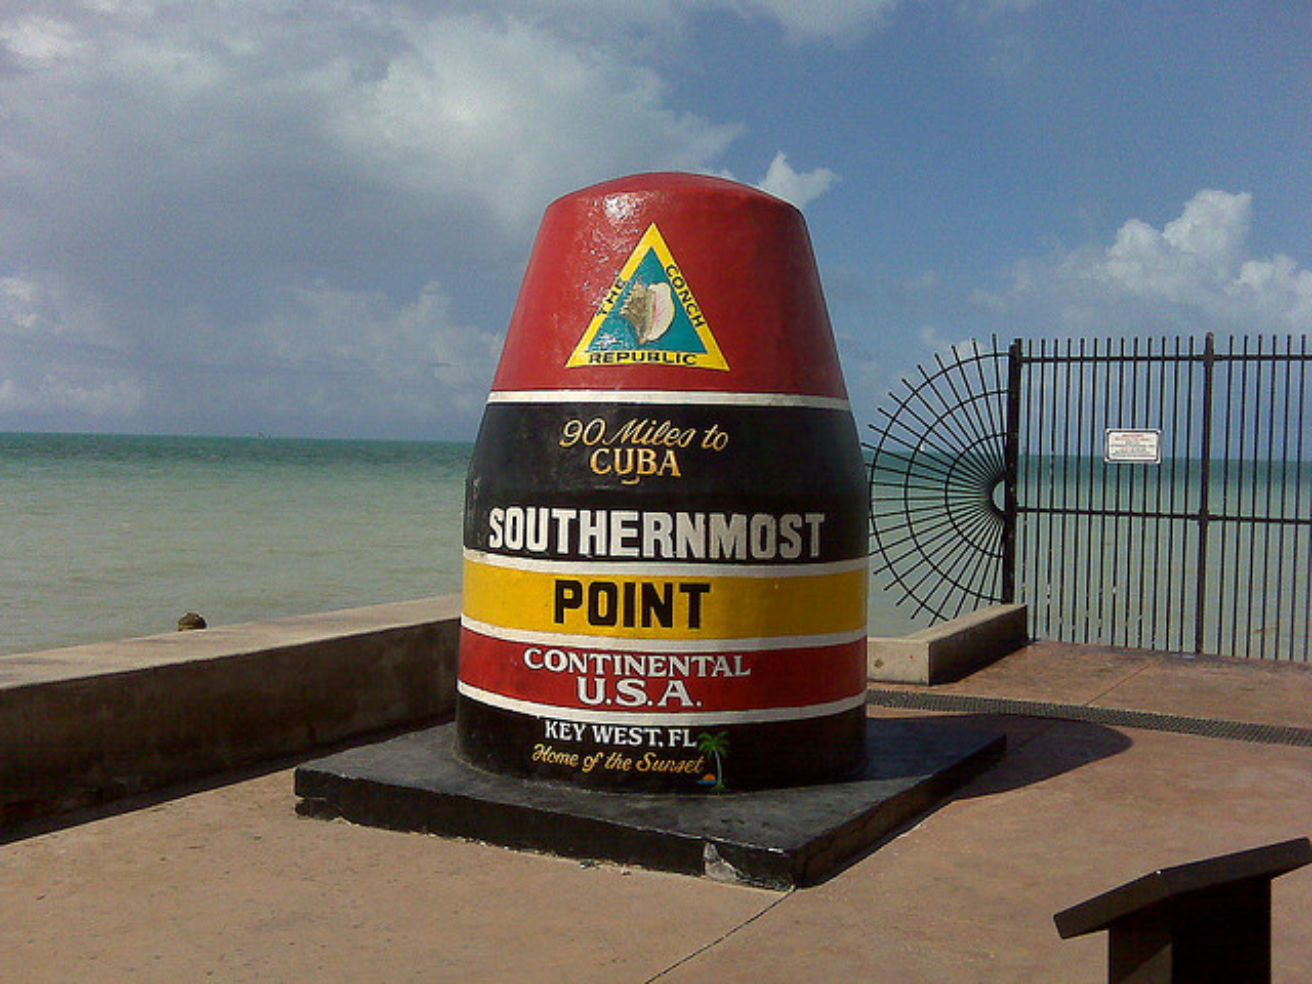 THE CONCH
REPUBLIC
90 Miles to
CUBA
SOUTHERNMOST
POINT
CONTINENTAL
U.S.A.
KEY WEST, FL
Home of the Sunset